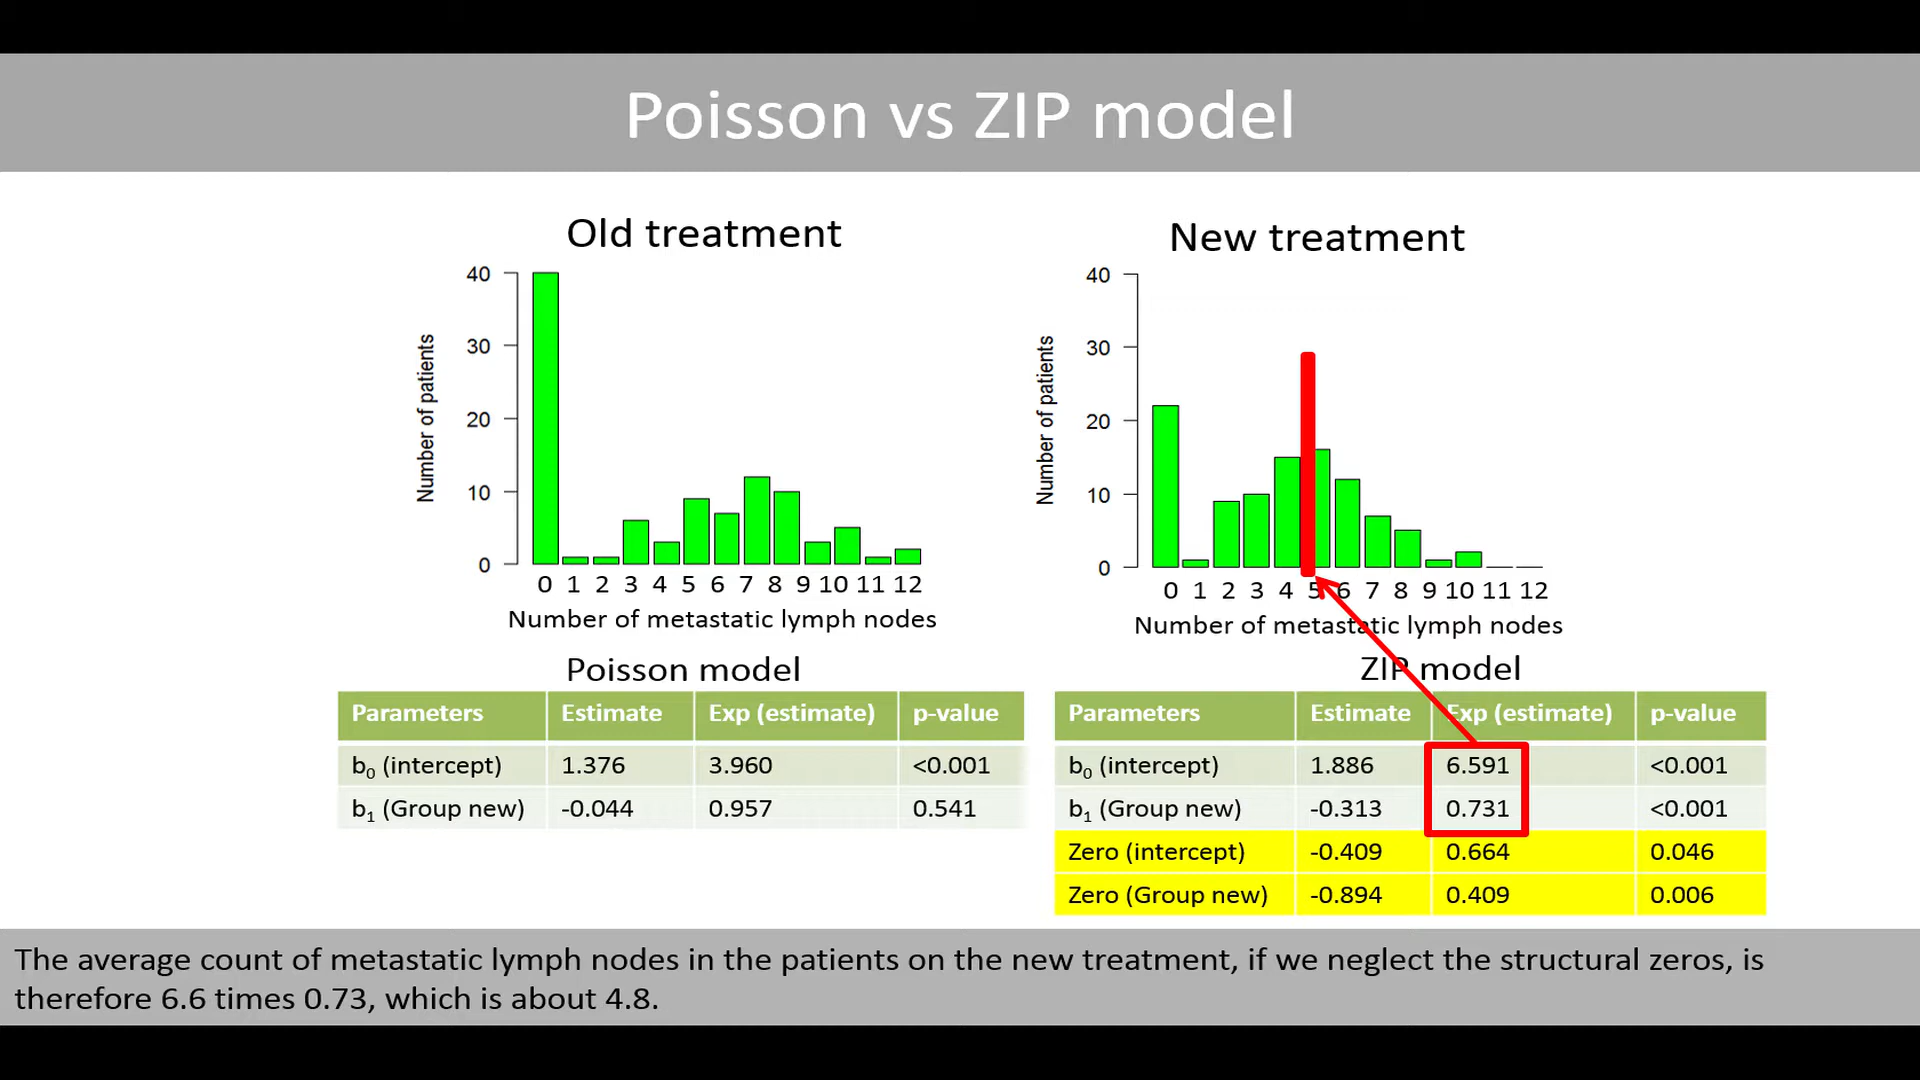 Poisson vs ZIP model
Old treatment
40
30
20
10
0
Number of patients
0 1 2 3 4 5 6 7 8 9 10 11 12
Number of metastatic lymph nodes
New treatment
40
30
20
10
0
Number of patients
0 1 2 3 4 5 6 7 8 9 10 11 12
Number of metastatic lymph nodes
Poisson model
Parameters Estimate Exp (estimate) p-value
b0 (intercept) 1.376 3.960 <0.001
b1 (Group new) -0.044 0.957 0.541
ZIP model
Parameters Estimate Exp (estimate) p-value
b0 (intercept) 1.886 6.591 <0.001
b1 (Group new) -0.313 0.731 <0.001
Zero (intercept) -0.409 0.664 0.046
Zero (Group new) -0.894 0.409 0.006
The average count of metastatic lymph nodes in the patients on the new treatment, if we neglect the structural zeros, is
therefore 6.6 times 0.73, which is about 4.8.